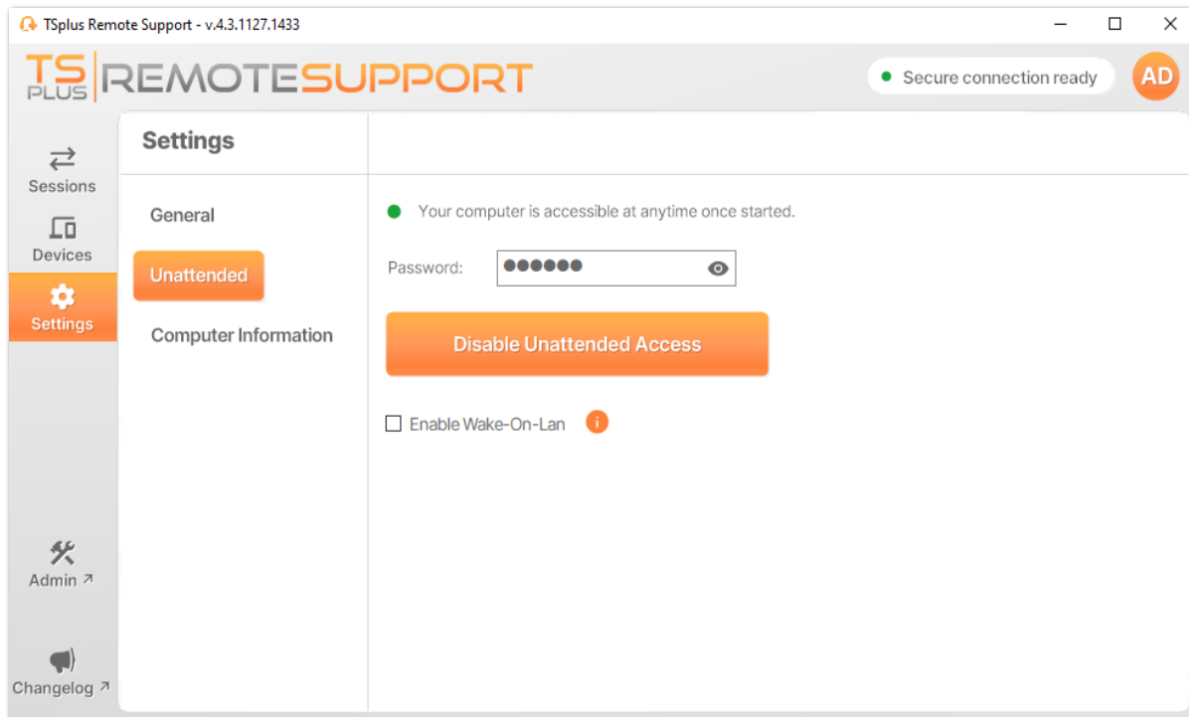 TSplus Remote Support - v.4.3.1127.1433
TS PLUS REMOTESUPPORT
Secure connection ready
AD
Settings
Sessions
Devices
Settings
Admin
Changelog
General
Unattended
Computer Information
Your computer is accessible at anytime once started.
Password: ●●●●●●
Disable Unattended Access
Enable Wake-On-Lan